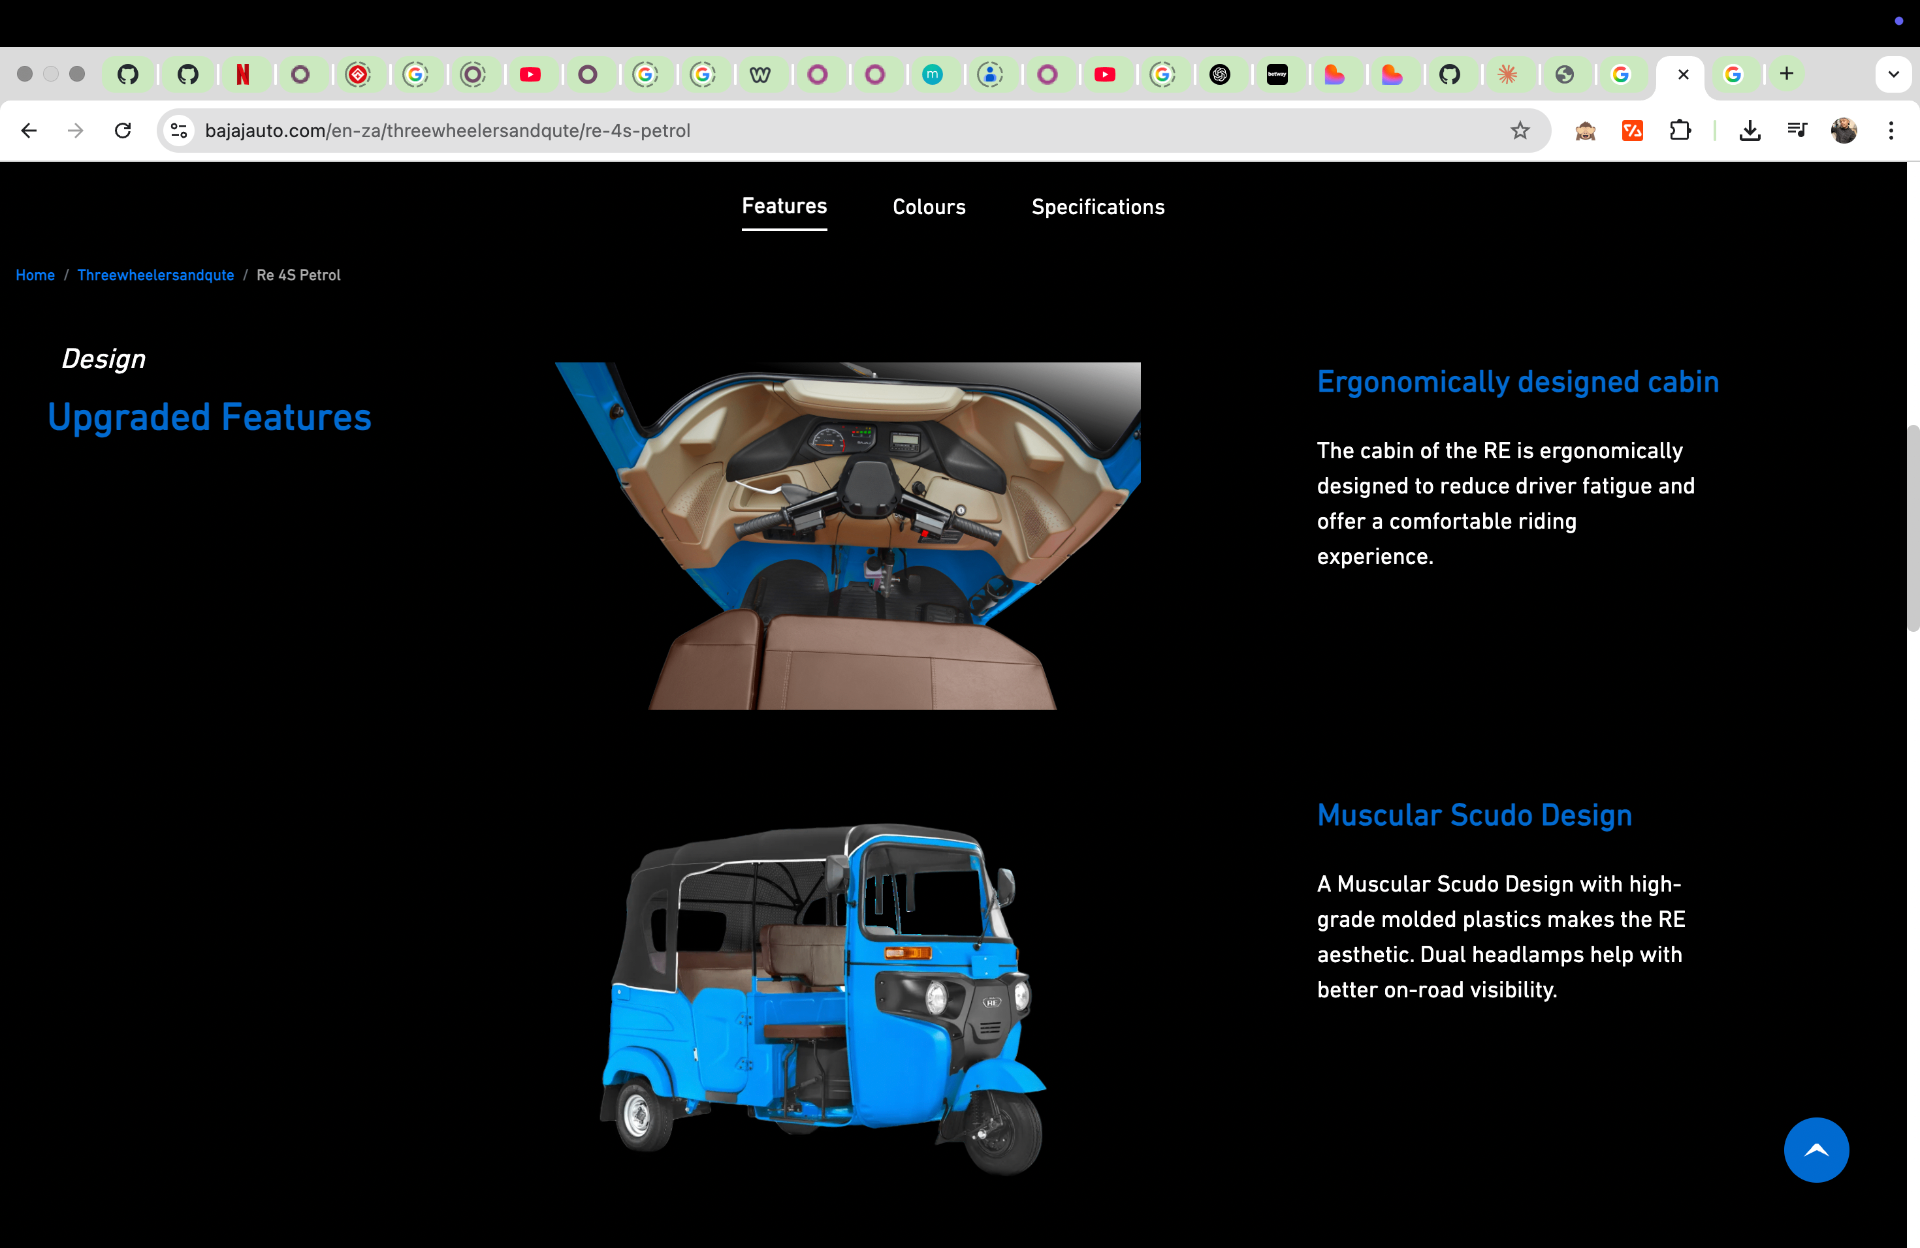 bajajauto.com/en-za/threewheelersandqute/re-4s-petrol
Features
Colours
Specifications
Home / Threewheelersandqute / Re 4S Petrol
Design
Upgraded Features
Ergonomically designed cabin
The cabin of the RE is ergonomically
designed to reduce driver fatigue and
offer a comfortable riding
experience.
Muscular Scudo Design
A Muscular Scudo Design with high-
grade molded plastics makes the RE
aesthetic. Dual headlamps help with
better on-road visibility.
RE
betway
m